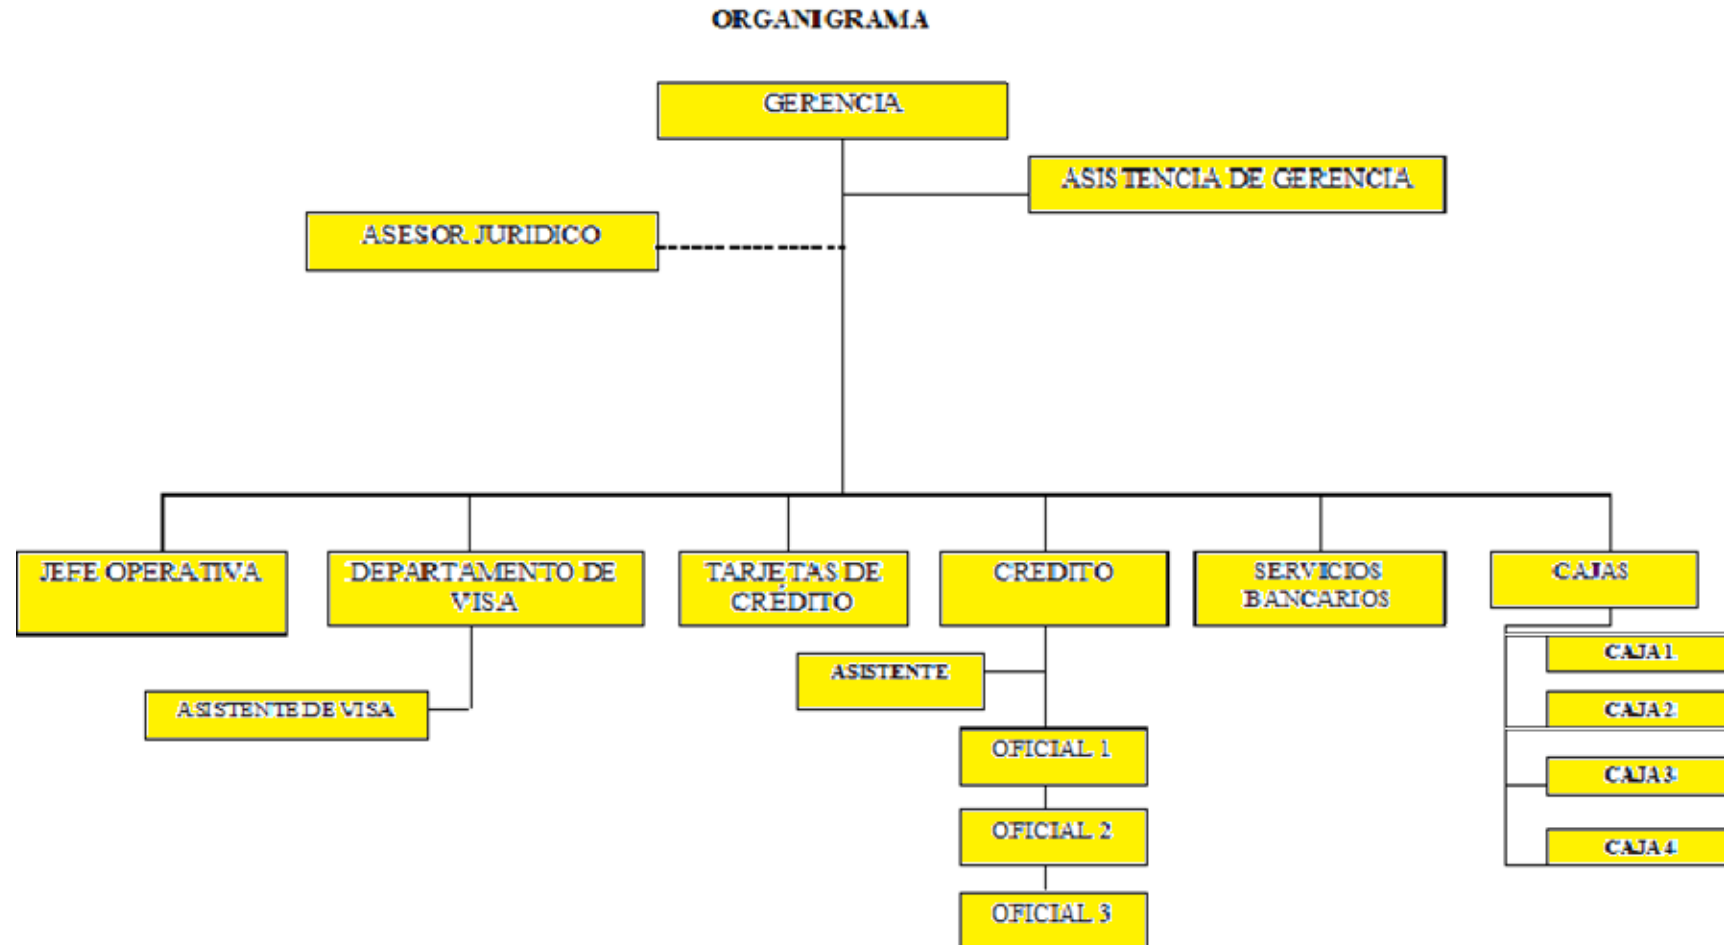 ORGANIGRAMA
GERENCIA
ASISTENCIA DE GERENCIA
ASESOR JURIDICO
JEFE OPERATIVA
DEPARTAMENTO DE
VISA
TARJETAS DE
CRÉDITO
CREDITO
SERVICIOS
BANCARIOS
CAJAS
ASISTENTE DE VISA
ASISTENTE
OFICIAL 1
OFICIAL 2
OFICIAL 3
CAJA 1
CAJA 2
CAJA 3
CAJA 4